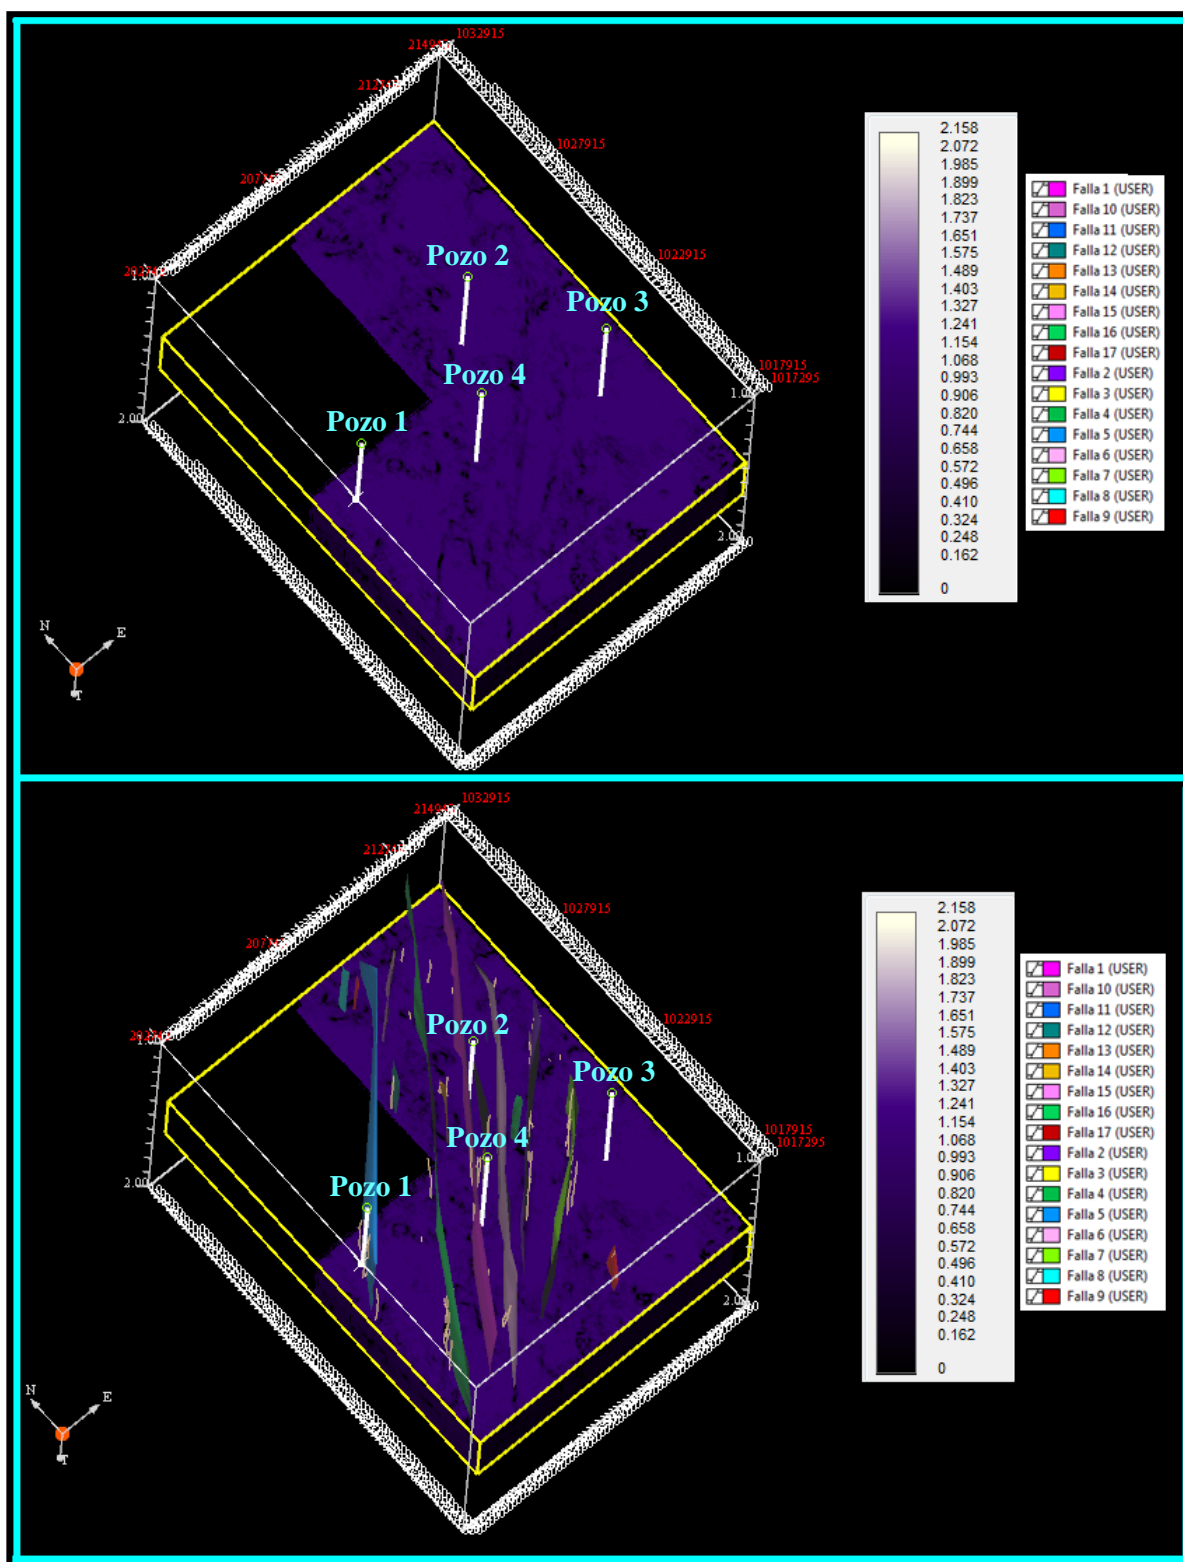 1032915
1027915
1022915
1017915
1017295
1.0
2.00
Pozo 2
Pozo 3
Pozo 4
Pozo 1
N
E
T
2.158
2.072
1.985
1.899
1.823
1.737
1.651
1.575
1.489
1.403
1.327
1.241
1.154
1.068
0.993
0.906
0.820
0.744
0.658
0.572
0.496
0.410
0.324
0.248
0.162
0
Falla 1 (USER)
Falla 10 (USER)
Falla 11 (USER)
Falla 12 (USER)
Falla 13 (USER)
Falla 14 (USER)
Falla 15 (USER)
Falla 16 (USER)
Falla 17 (USER)
Falla 2 (USER)
Falla 3 (USER)
Falla 4 (USER)
Falla 5 (USER)
Falla 6 (USER)
Falla 7 (USER)
Falla 8 (USER)
Falla 9 (USER)
1032915
1027915
1022915
1017915
1017295
2.00
Pozo 2
Pozo 3
Pozo 4
Pozo 1
N
E
T
2.158
2.072
1.985
1.899
1.823
1.737
1.651
1.575
1.489
1.403
1.327
1.241
1.154
1.068
0.993
0.906
0.820
0.744
0.658
0.572
0.496
0.410
0.324
0.248
0.162
0
Falla 1 (USER)
Falla 10 (USER)
Falla 11 (USER)
Falla 12 (USER)
Falla 13 (USER)
Falla 14 (USER)
Falla 15 (USER)
Falla 16 (USER)
Falla 17 (USER)
Falla 2 (USER)
Falla 3 (USER)
Falla 4 (USER)
Falla 5 (USER)
Falla 6 (USER)
Falla 7 (USER)
Falla 8 (USER)
Falla 9 (USER)